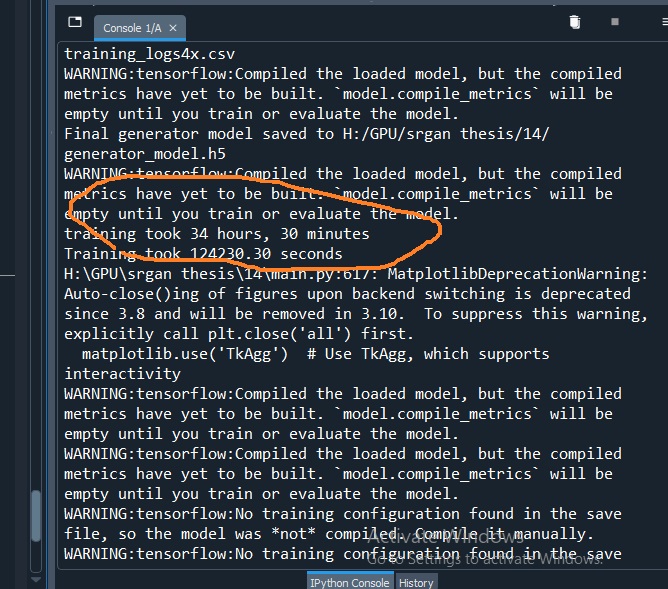 Console 1/A
training_logs4x.csv
WARNING:tensorflow:Compiled the loaded model, but the compiled
metrics have yet to be built. `model.compile_metrics` will be
empty until you train or evaluate the model.
Final generator model saved to H:/GPU/srgan thesis/14/
generator_model.h5
WARNING:tensorflow:Compiled the loaded model, but the compiled
metrics have yet to be built. `model.compile_metrics` will be
empty until you train or evaluate the model.
training took 34 hours, 30 minutes
Training took 124230.30 seconds
H:\GPU\srgan thesis\14\main.py:617: MatplotlibDeprecationWarning:
Auto-close()ing of figures upon backend switching is deprecated
since 3.8 and will be removed in 3.10.  To suppress this warning,
explicitly call plt.close('all') first.
  matplotlib.use('TkAgg')  # Use TkAgg, which supports
interactivity
WARNING:tensorflow:Compiled the loaded model, but the compiled
metrics have yet to be built. `model.compile_metrics` will be
empty until you train or evaluate the model.
WARNING:tensorflow:Compiled the loaded model, but the compiled
metrics have yet to be built. `model.compile_metrics` will be
empty until you train or evaluate the model.
WARNING:tensorflow:No training configuration found in the save
file, so the model was *not* compiled. Compile it manually.
Activate Windows
WARNING:tensorflow:No training configuration found in the save
Go to Settings to activate Windows.
IPython Console History